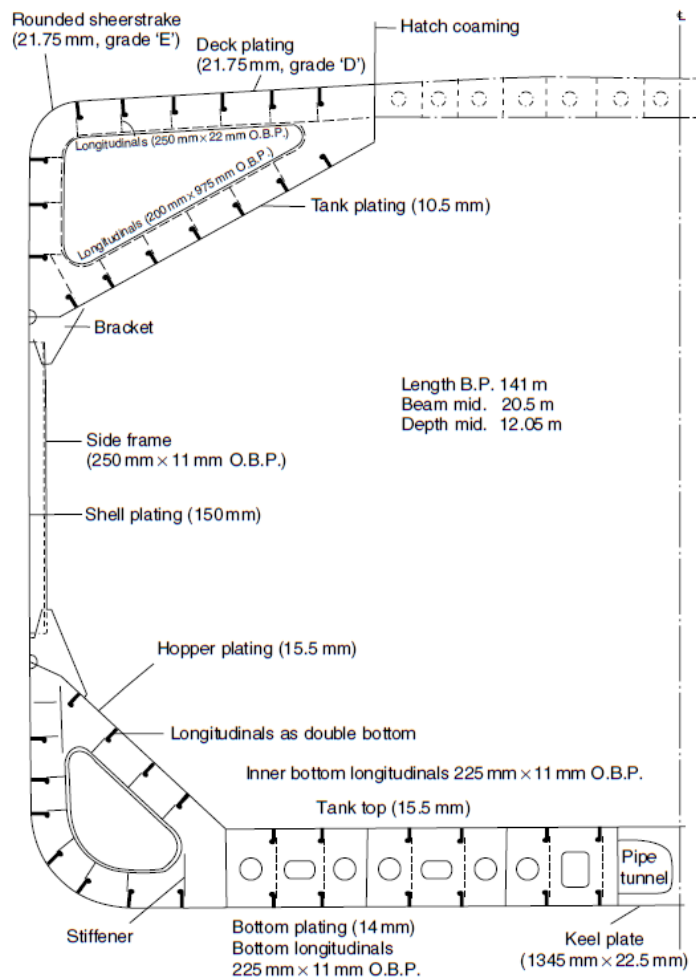 Rounded sheerstrake
(21.75 mm, grade ‘E’)
Deck plating
(21.75 mm, grade ‘D’)
Hatch coaming
℄
Longitudinals (250 mm × 22 mm O.B.P.)
Longitudinals (200 mm × 975 mm O.B.P.)
Tank plating (10.5 mm)
Bracket
Length B.P. 141 m
Beam mid. 20.5 m
Depth mid. 12.05 m
Side frame
(250 mm × 11 mm O.B.P.)
Shell plating (150 mm)
Hopper plating (15.5 mm)
Longitudinals as double bottom
Inner bottom longitudinals 225 mm × 11 mm O.B.P.
Tank top (15.5 mm)
Pipe
tunnel
Stiffener
Bottom plating (14 mm)
Bottom longitudinals
225 mm × 11 mm O.B.P.
Keel plate
(1345 mm × 22.5 mm)